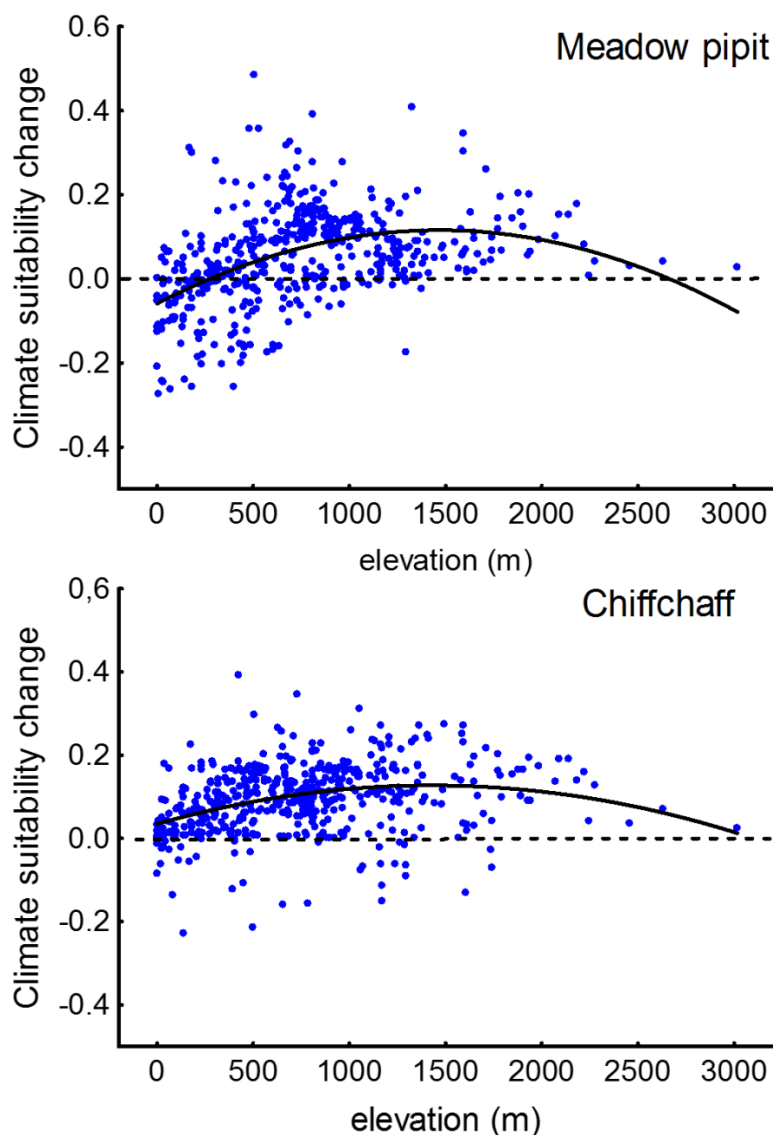 Meadow pipit
Climate suitability change
0.6
0.4
0.2
0.0
-0.2
-0.4
0 500 1000 1500 2000 2500 3000
elevation (m)
Chiffchaff
Climate suitability change
0,6
0.4
0.2
0.0
-0.2
-0.4
0 500 1000 1500 2000 2500 3000
elevation (m)